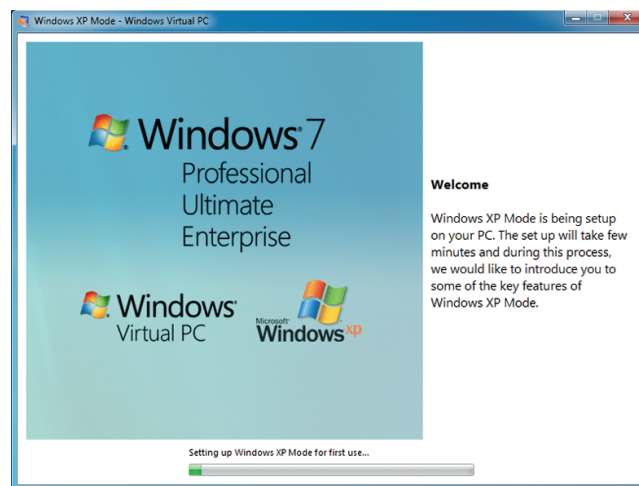 Windows XP Mode - Windows Virtual PC
Windows 7
Professional
Ultimate
Enterprise
Windows
Virtual PC
Microsoft
Windows xp
Welcome
Windows XP Mode is being setup
on your PC. The set up will take few
minutes and during this process,
we would like to introduce you to
some of the key features of
Windows XP Mode.
Setting up Windows XP Mode for first use...